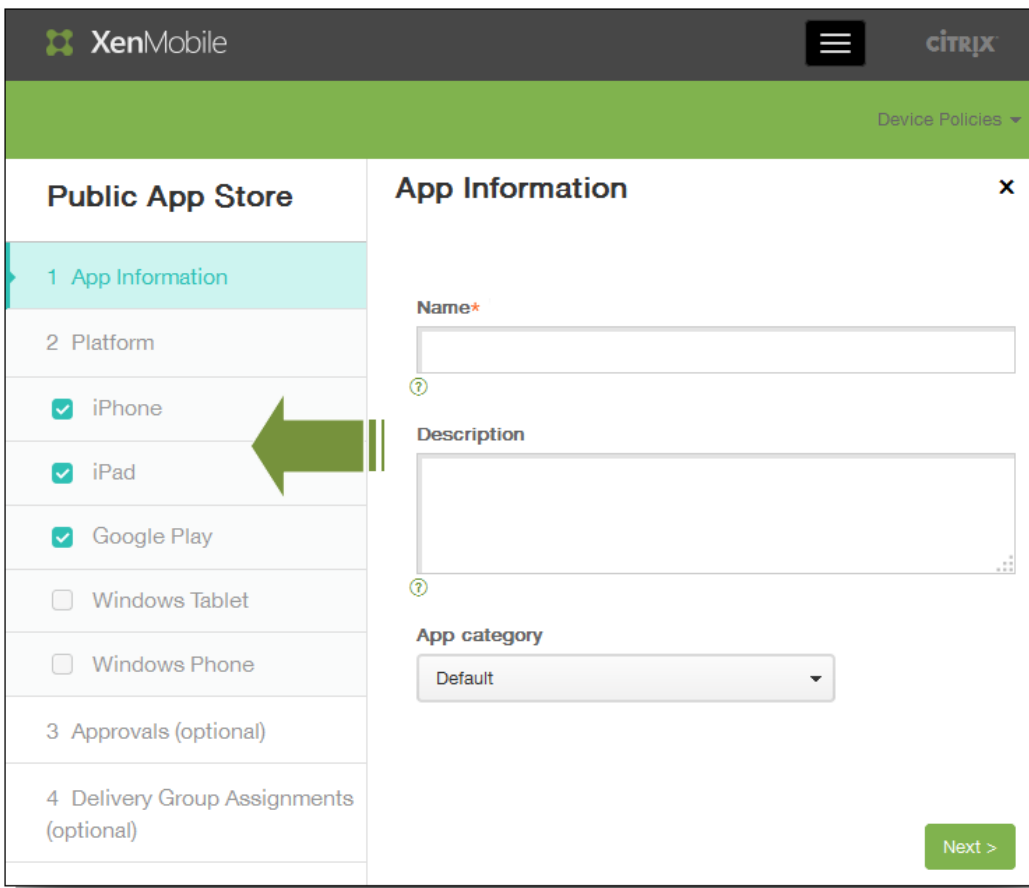 XenMobile
CITRIX
Device Policies
Public App Store
1 App Information
2 Platform
iPhone
iPad
Google Play
Windows Tablet
Windows Phone
3 Approvals (optional)
4 Delivery Group Assignments
(optional)
App Information
×
Name*
?
Description
?
App category
Default
Next >